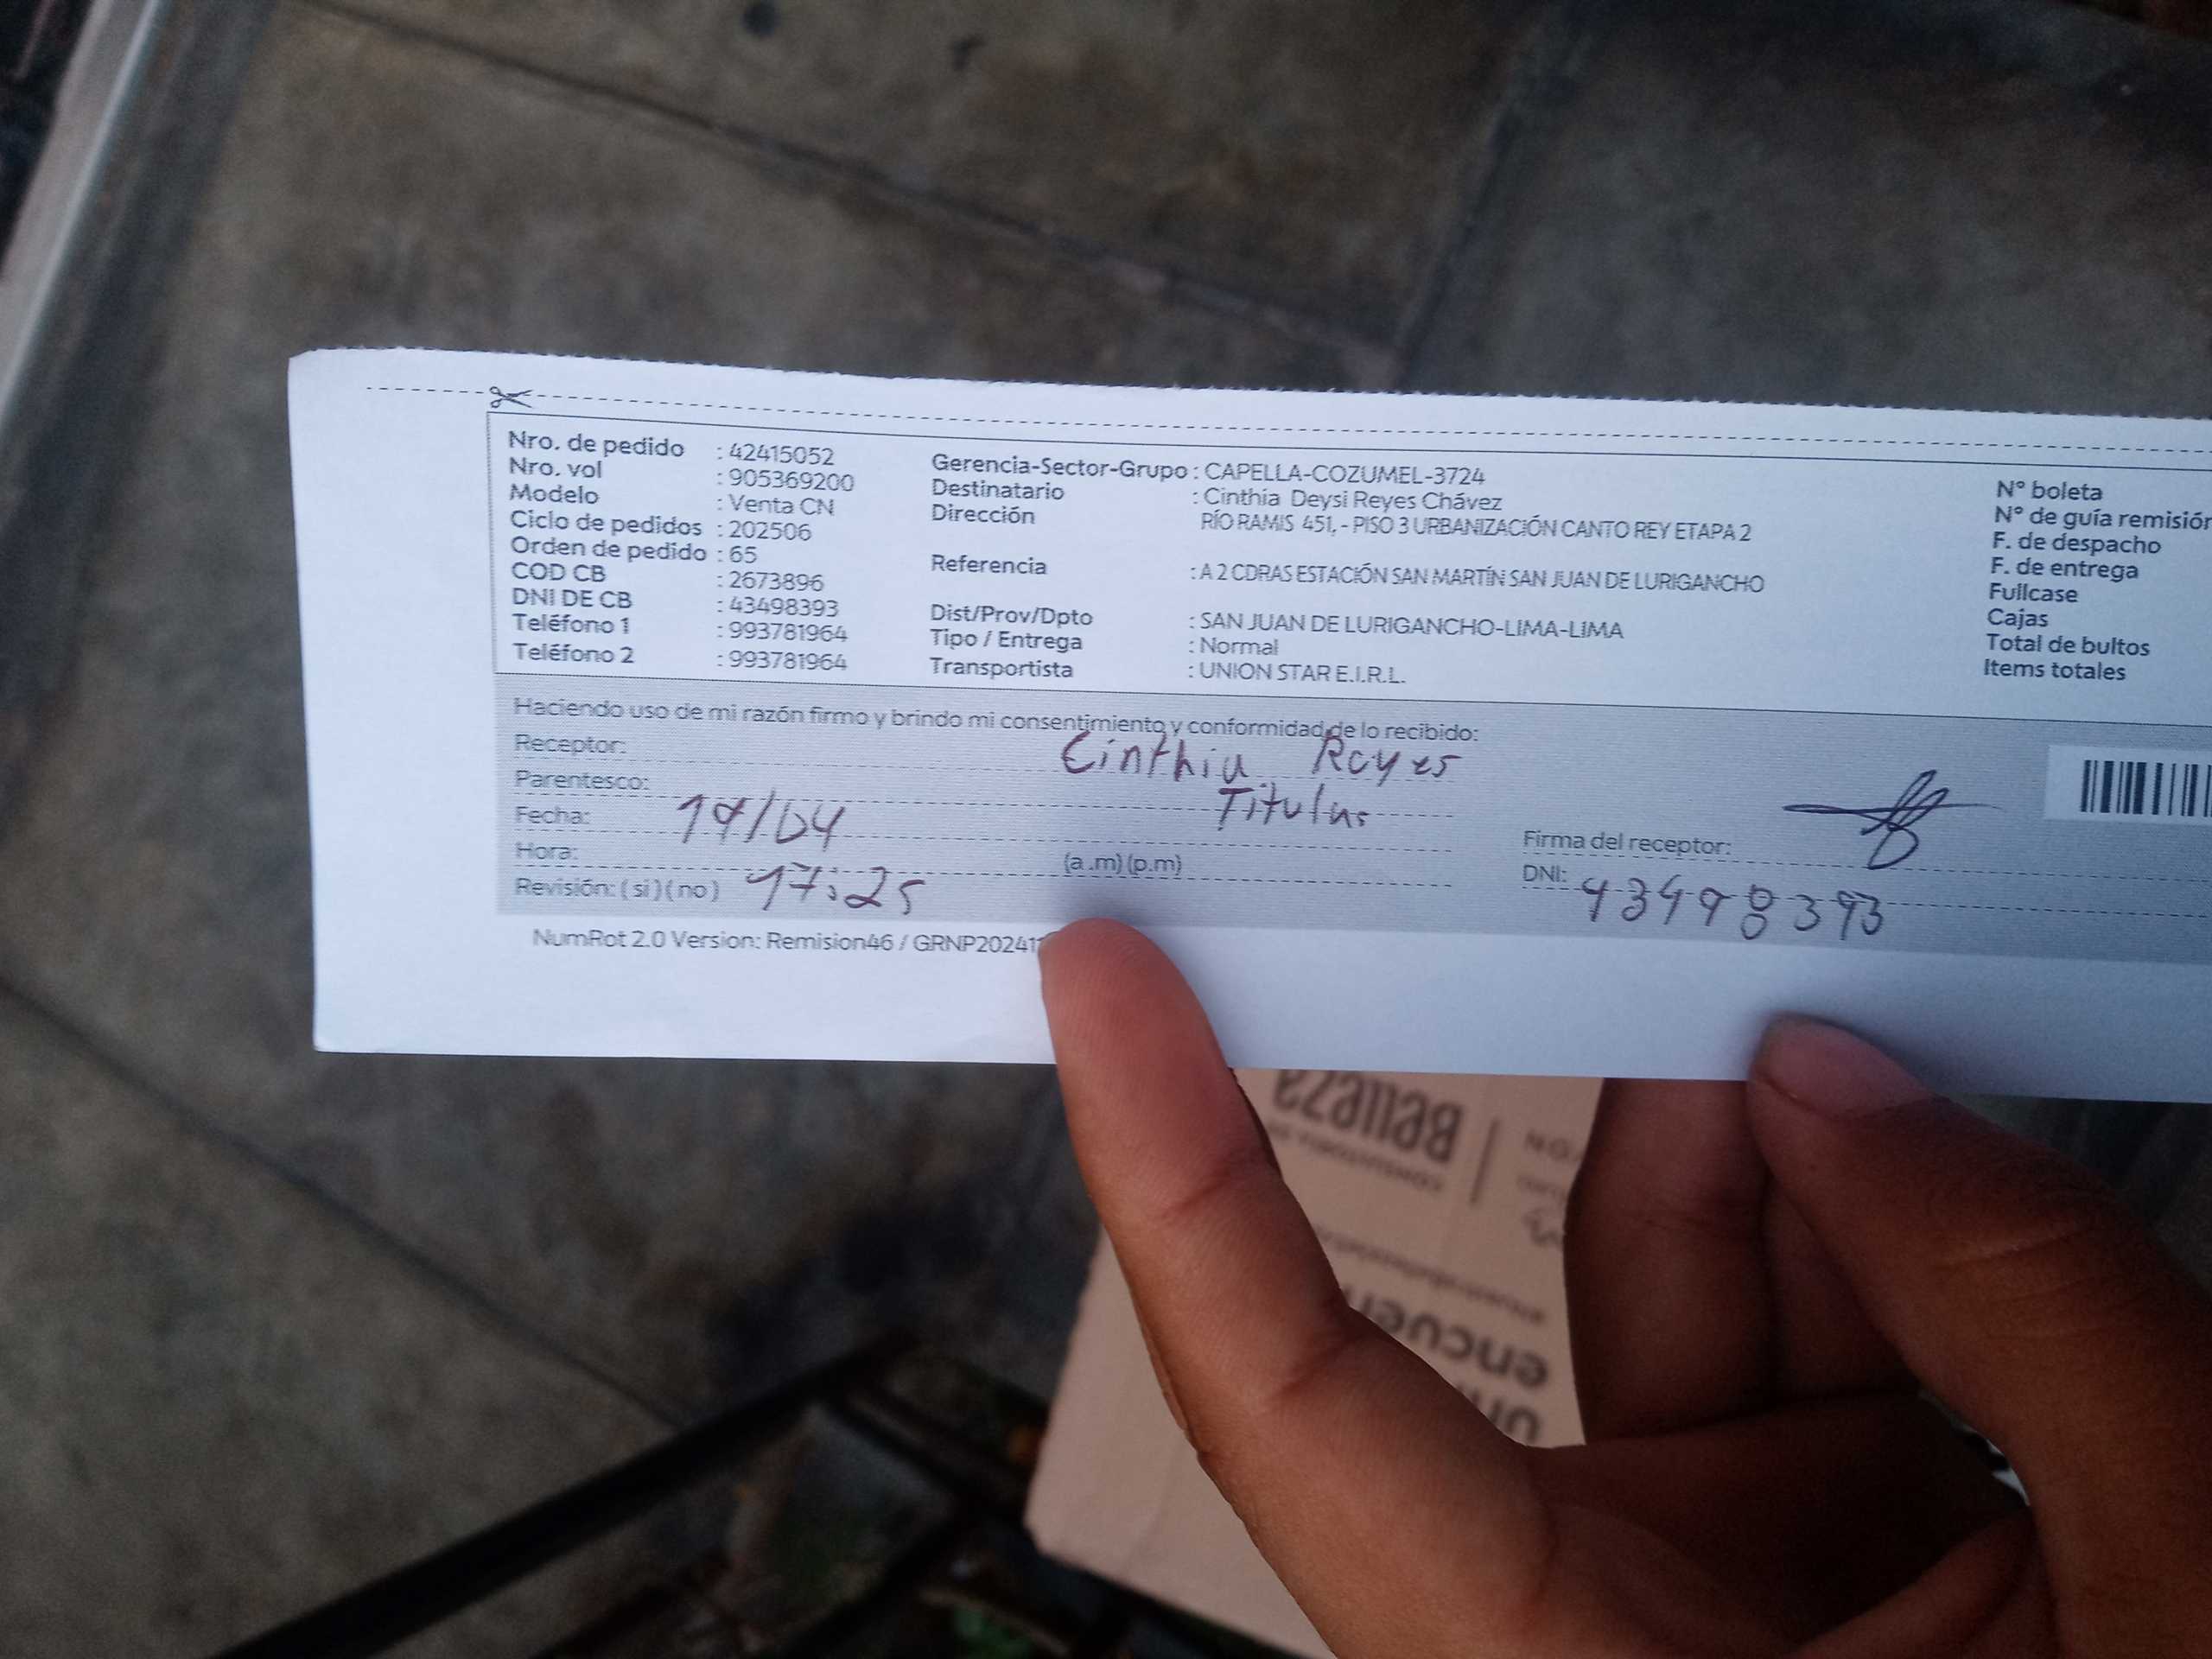 Nro. de pedido : 42415052
Nro. vol : 905369200
Modelo : Venta CN
Ciclo de pedidos : 202506
Orden de pedido : 65
COD CB : 2673896
DNI DE CB : 43498393
Teléfono 1 : 993781964
Teléfono 2 : 993781964
Gerencia-Sector-Grupo : CAPELLA-COZUMEL-3724
Destinatario : Cinthia Deysi Reyes Chávez
Dirección RÍO RAMIS 451, - PISO 3 URBANIZACIÓN CANTO REY ETAPA 2
Referencia : A 2 CDRAS ESTACIÓN SAN MARTÍN SAN JUAN DE LURIGANCHO
Dist/Prov/Dpto : SAN JUAN DE LURIGANCHO-LIMA-LIMA
Tipo / Entrega : Normal
Transportista : UNION STAR E.I.R.L.
N° boleta
N° de guía remisión
F. de despacho
F. de entrega
Fullcase
Cajas
Total de bultos
Items totales
Haciendo uso de mi razón firmo y brindo mi consentimiento y conformidad de lo recibido:
Receptor: Cinthia Reyes
Parentesco: Titular
Fecha: 17/04
Hora: (a.m) (p.m)
Revisión: ( si ) ( no ) 17:25
Firma del receptor:
DNI: 43498393
NumRot 2.0 Version: Remision46 / GRNP202411
Belleza
encuen
un